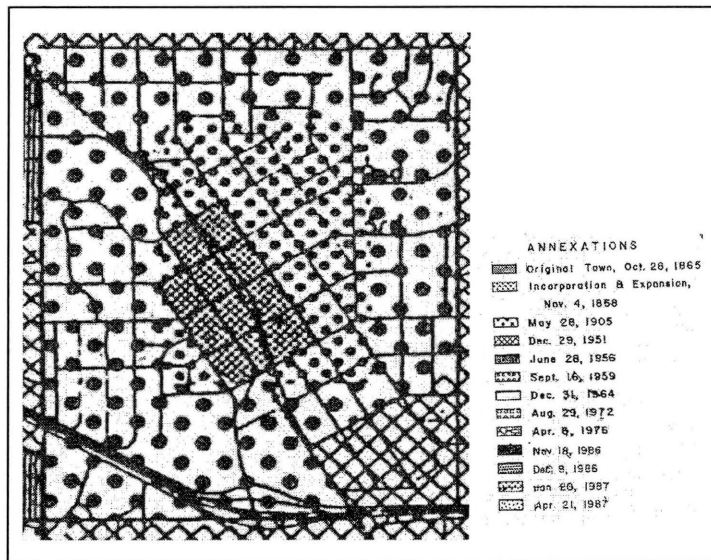 ANNEXATIONS
Original Town, Oct. 26, 1865
Incorporation & Expansion,
Nov. 4, 1868
May 28, 1905
Dec. 29, 1951
June 28, 1956
Sept. 16, 1959
Dec. 31, 1964
Aug. 29, 1972
Apr. 8, 1976
Nov. 18, 1986
Dec. 9, 1986
Jan. 20, 1987
Apr. 21, 1987